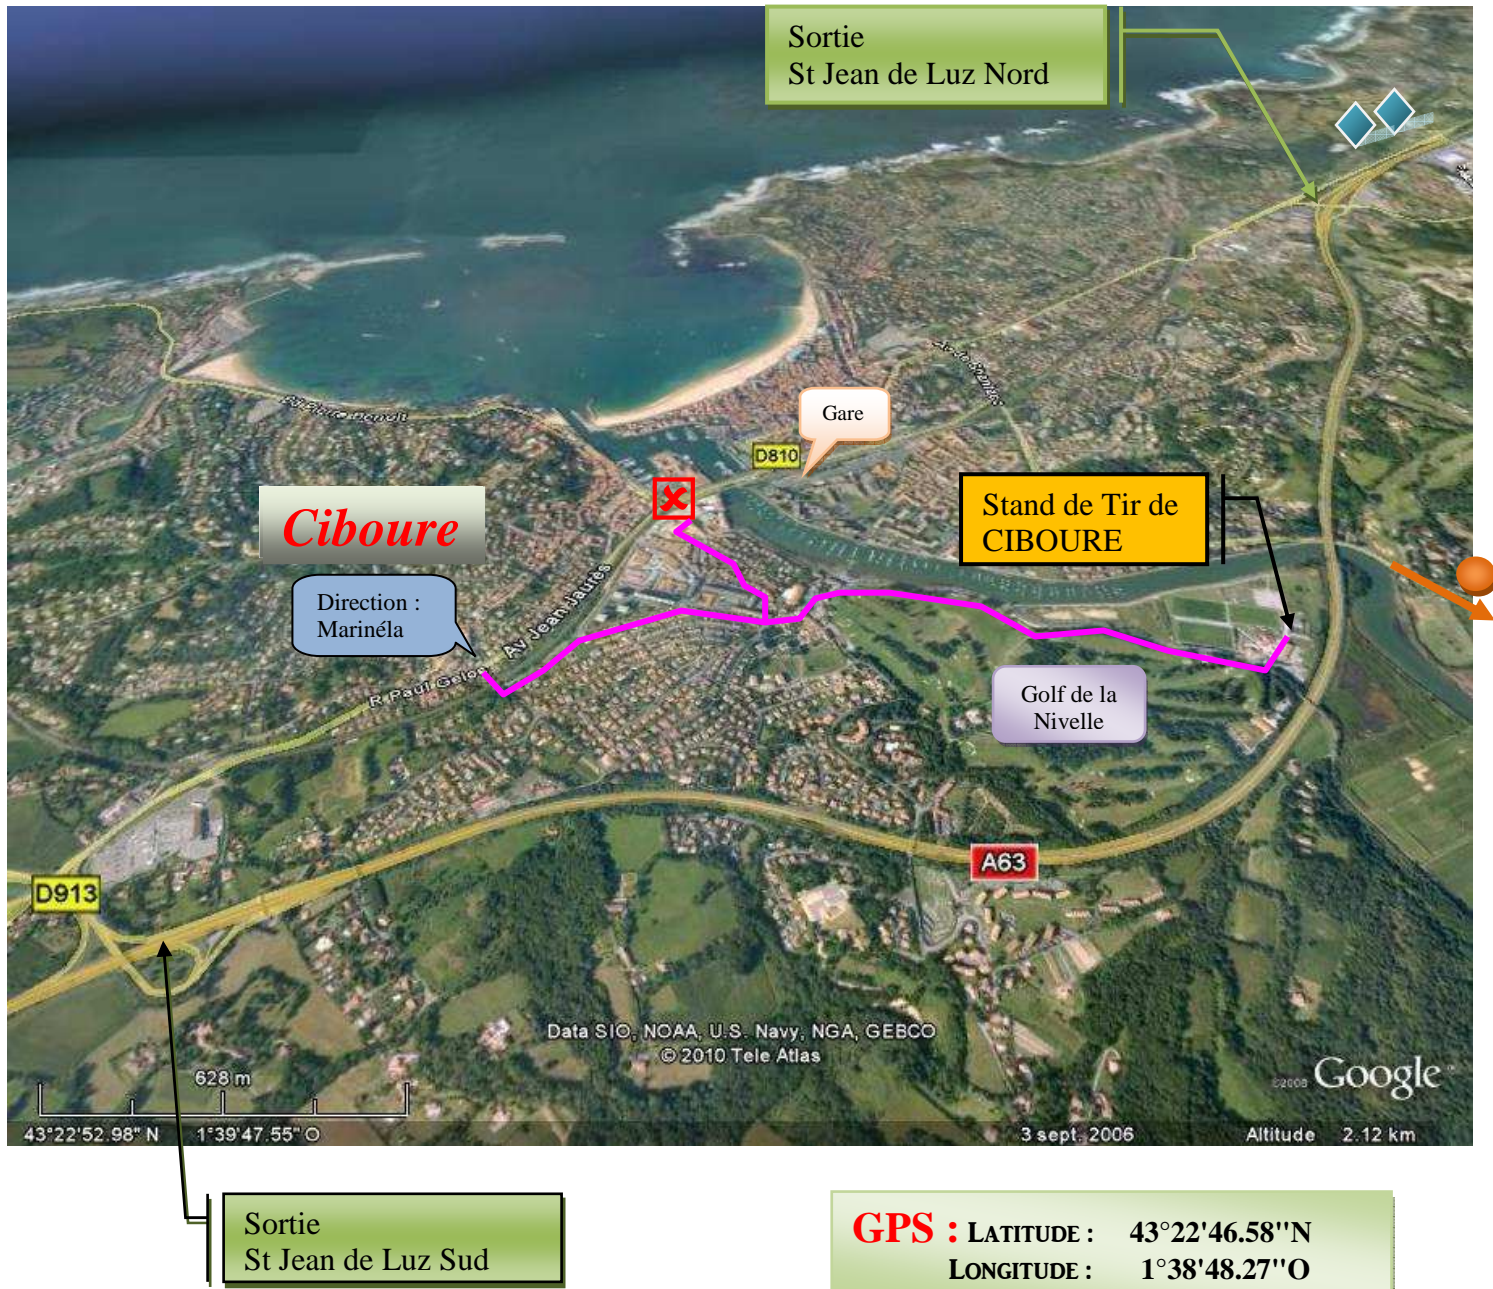 Sortie
St Jean de Luz Nord
Gare
D810
Stand de Tir de
CIBOURE
Ciboure
Direction :
Marinéla
Av Jean Jaurès
R Paul Gelos
Golf de la
Nivelle
A63
D913
Data SIO, NOAA, U.S. Navy, NGA, GEBCO
© 2010 Tele Atlas
628 m
©2008 Google™
43°22'52.98" N 1°39'47.55" O
3 sept. 2006
Altitude 2.12 km
Sortie
St Jean de Luz Sud
GPS : LATITUDE : 43°22'46.58''N
LONGITUDE : 1°38'48.27''O